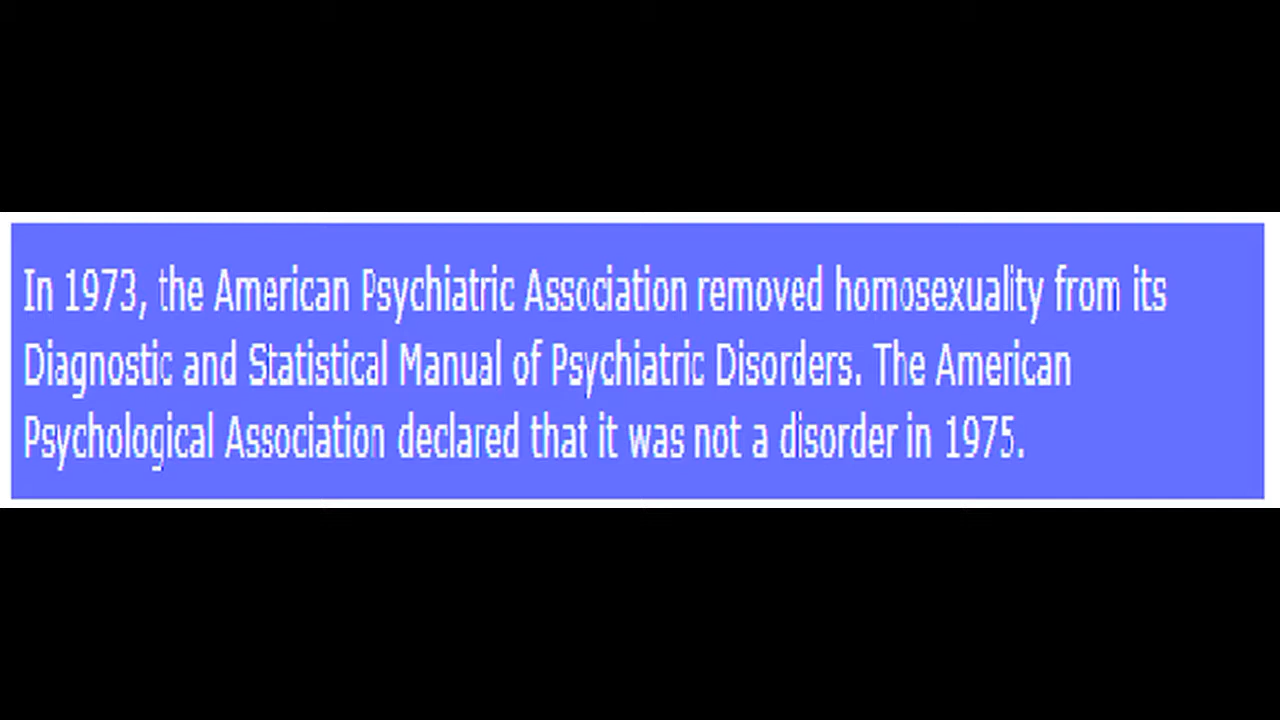 In 1973, the American Psychiatric Association removed homosexuality from its
Diagnostic and Statistical Manual of Psychiatric Disorders. The American
Psychological Association declared that it was not a disorder in 1975.